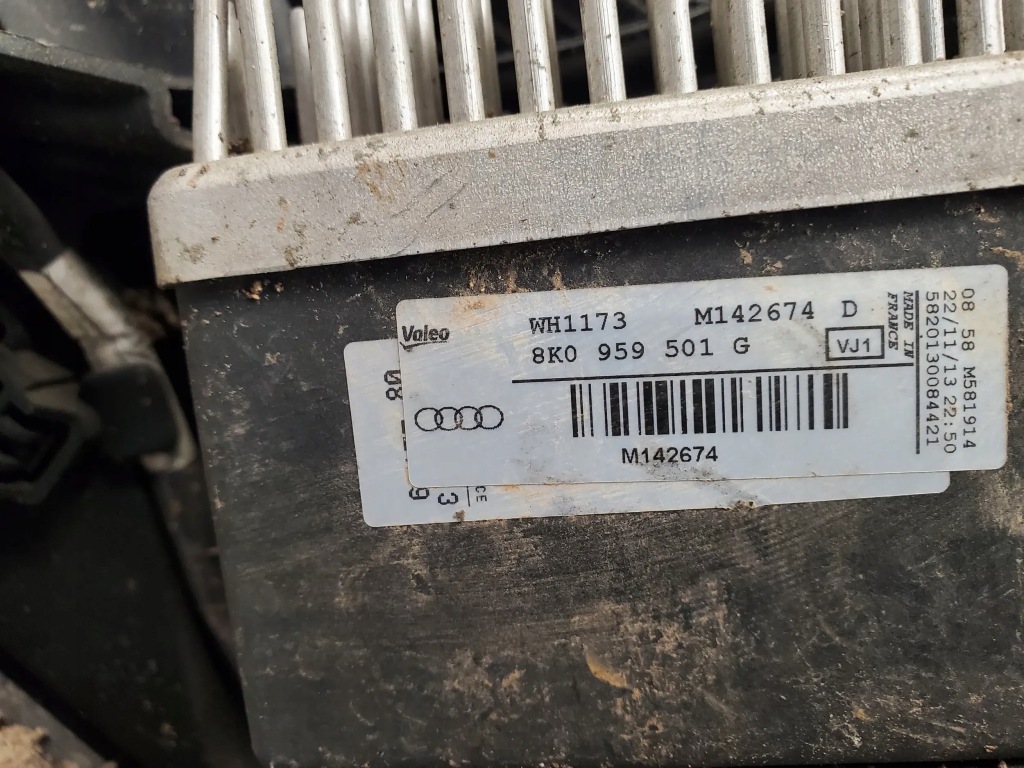 Valeo
WH1173 M142674 D
8K0 959 501 G
VJ1
M142674
MADE IN
FRANCE
5820130084421
22/11/13 22:50
08 58 M581914
08
9
3
CE